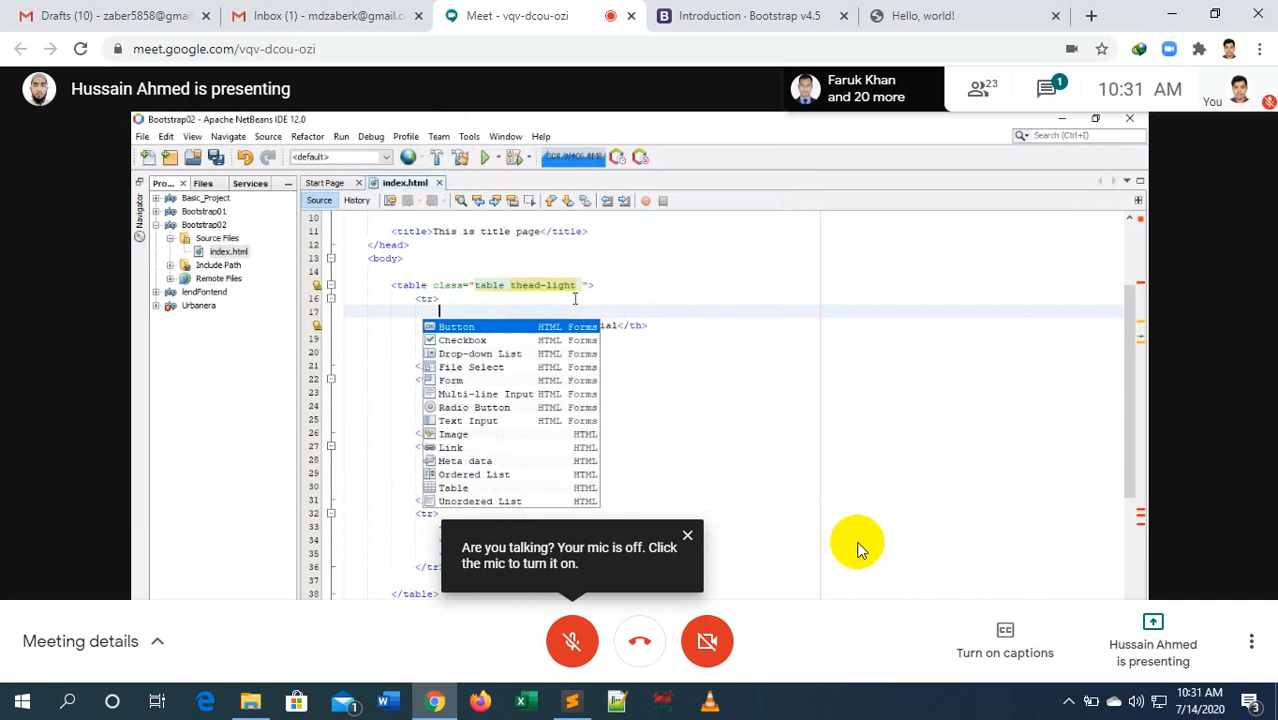 Drafts (10) - zaber5858@gmail
Inbox (1) - mdzaberk@gmail.c
Meet - vqv-dcou-ozi
Introduction · Bootstrap v4.5
Hello, world!
meet.google.com/vqv-dcou-ozi
Hussain Ahmed is presenting
Faruk Khan
and 20 more
23
1
10:31 AM
You
Bootstrap02 - Apache NetBeans IDE 12.0
File Edit View Navigate Source Refactor Run Debug Profile Team Tools Window Help
Search (Ctrl+I)
<default>
Pro... Files Services
Start Page
index.html
Navigator
Source History
Basic_Project
Bootstrap01
Bootstrap02
Source Files
index.html
Include Path
Remote Files
lendFontend
Urbanera
10
11 <title>This is title page</title>
12 </head>
13 <body>
14
<table class="table thead-light ">
16 <tr>
17
ial</th>
19
20
21
22
23
26
27
28
31
32 <tr>
33
35
36 </tr>
37
38 </table>
Button HTML Forms
Checkbox HTML Forms
Drop-down List HTML Forms
File Select HTML Forms
Form HTML Forms
Multi-line Input HTML Forms
Radio Button HTML Forms
Text Input HTML Forms
Image HTML
Link HTML
Meta data HTML
Ordered List HTML
Table HTML
Unordered List HTML
Are you talking? Your mic is off. Click
the mic to turn it on.
Meeting details
Turn on captions
Hussain Ahmed
is presenting
10:31 AM
7/14/2020
1
3